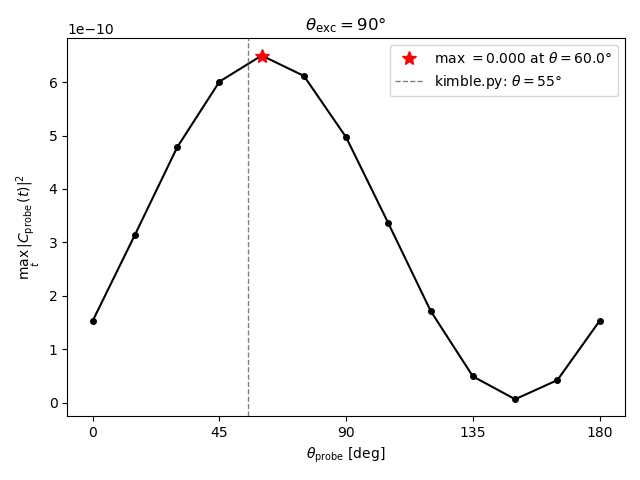 θexc = 90°
1e−10
max = 0.000 at θ = 60.0°
kimble.py: θ = 55°
6
5
4
3
2
1
0
max t |Cprobe (t)|²
0 45 90 135 180
θprobe [deg]